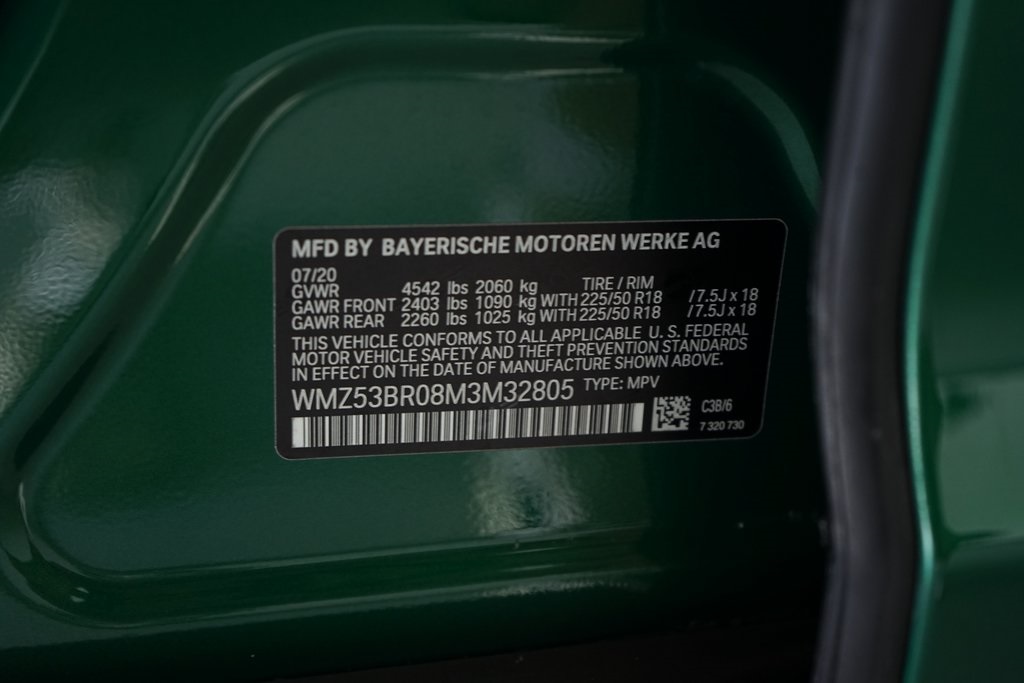 MFD BY BAYERISCHE MOTOREN WERKE AG
07/20
GVWR 4542 lbs 2060 kg TIRE / RIM
GAWR FRONT 2403 lbs 1090 kg WITH 225/50 R18 /7.5J x 18
GAWR REAR 2260 lbs 1025 kg WITH 225/50 R18 /7.5J x 18
THIS VEHICLE CONFORMS TO ALL APPLICABLE U. S. FEDERAL
MOTOR VEHICLE SAFETY AND THEFT PREVENTION STANDARDS
IN EFFECT ON THE DATE OF MANUFACTURE SHOWN ABOVE.
WMZ53BR08M3M32805 TYPE: MPV
C3B/6
7 320 730